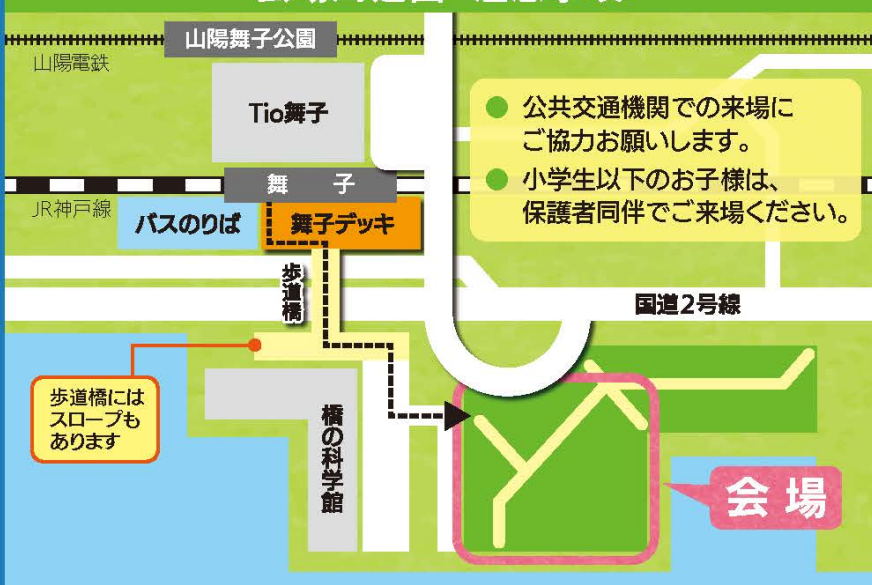 山陽舞子公園
山陽電鉄
Tio舞子
● 公共交通機関での来場に
ご協力お願いします。
● 小学生以下のお子様は、
保護者同伴でご来場ください。
舞 子
JR神戸線
バスのりば
舞子デッキ
歩道橋
国道2号線
歩道橋には
スロープも
あります
橋の科学館
会場